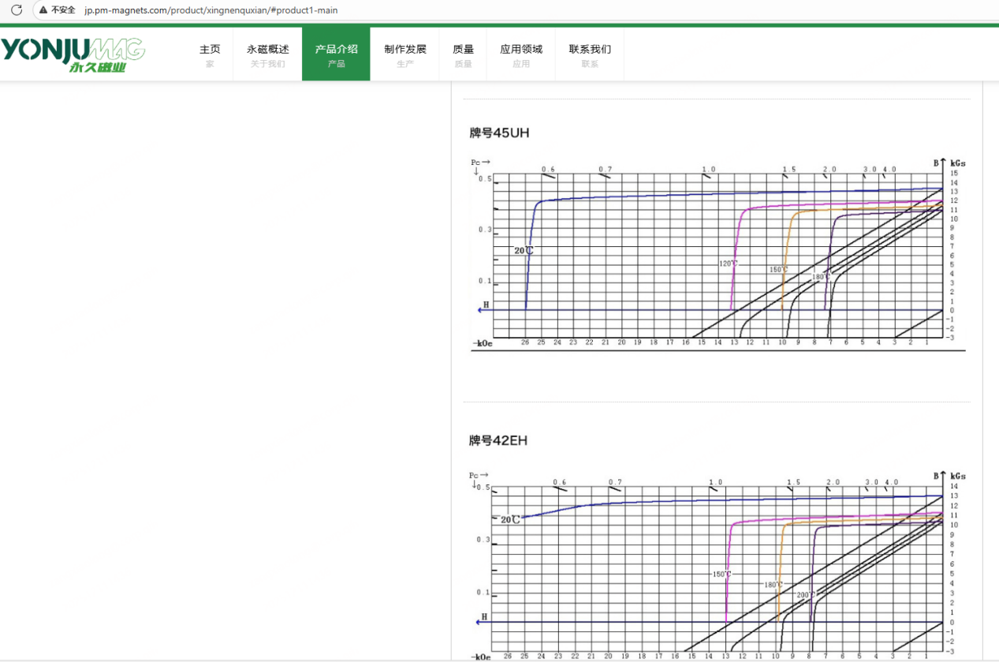 不安全 jp.pm-magnets.com/product/xingnenquxian/#product1-main
YONJUMAG
永久磁业
主页 永磁概述 产品介绍 制作发展 质量 应用领域 联系我们
家 关于我们 产品 生产 质量 应用 联系
牌号45UH
Pc→ B↑ kGs
↓
0.6 0.7 1.0 1.5 2.0 3.0 4.0 15
0.5
14
13
12
11
10
0.3 9
8
7
20℃ 6
120℃ 5
150℃
180℃ 4
0.1 3
2
1
H 0
-1
-2
-3
-kOe 26 25 24 23 22 21 20 19 18 17 16 15 14 13 12 11 10 9 8 7 6 5 4 3 2 1
牌号42EH
Pc→ B↑ kGs
↓
0.6 0.7 1.0 1.5 2.0 3.0 4.0
0.5 14
13
12
11
20℃ 10
9
0.3
8
7
6
150℃ 5
180℃ 4
200℃
0.1 3
2
1
H 0
-1
-2
-3
-kOe 26 25 24 23 22 21 20 19 18 17 16 15 14 13 12 11 10 9 8 7 6 5 4 3 2 1